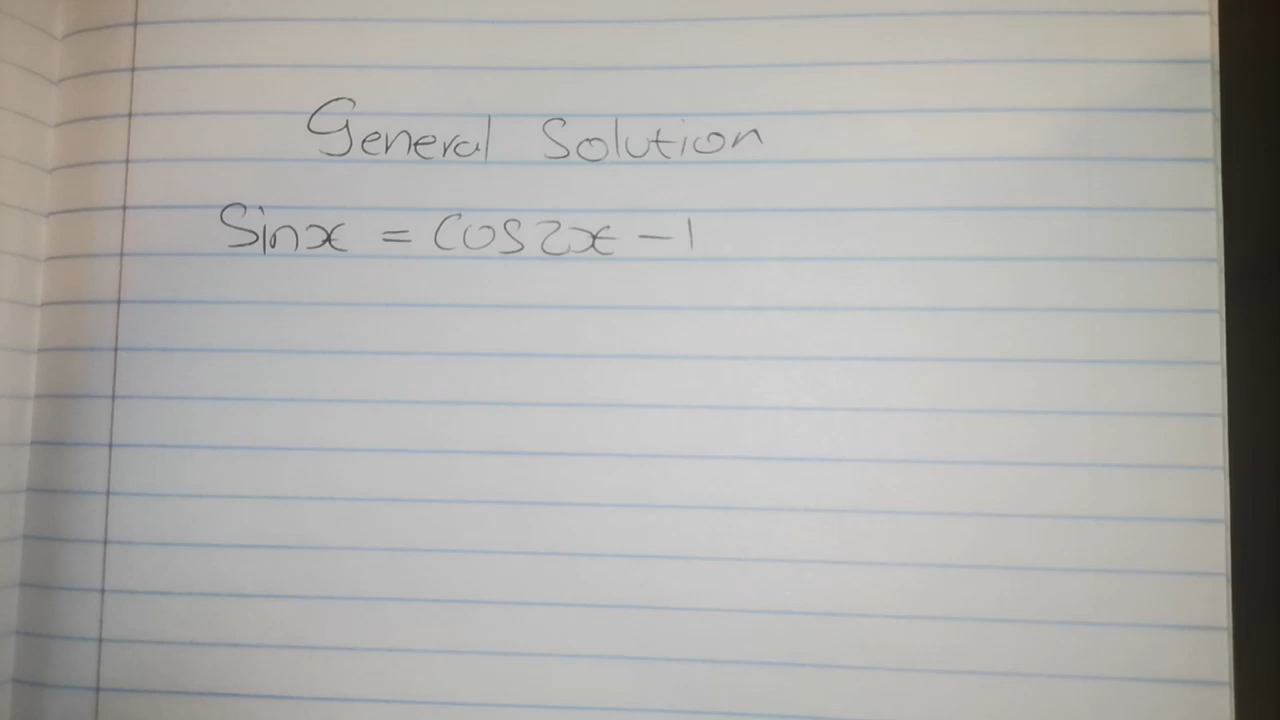 General Solution
Sinx = Cos2x - 1